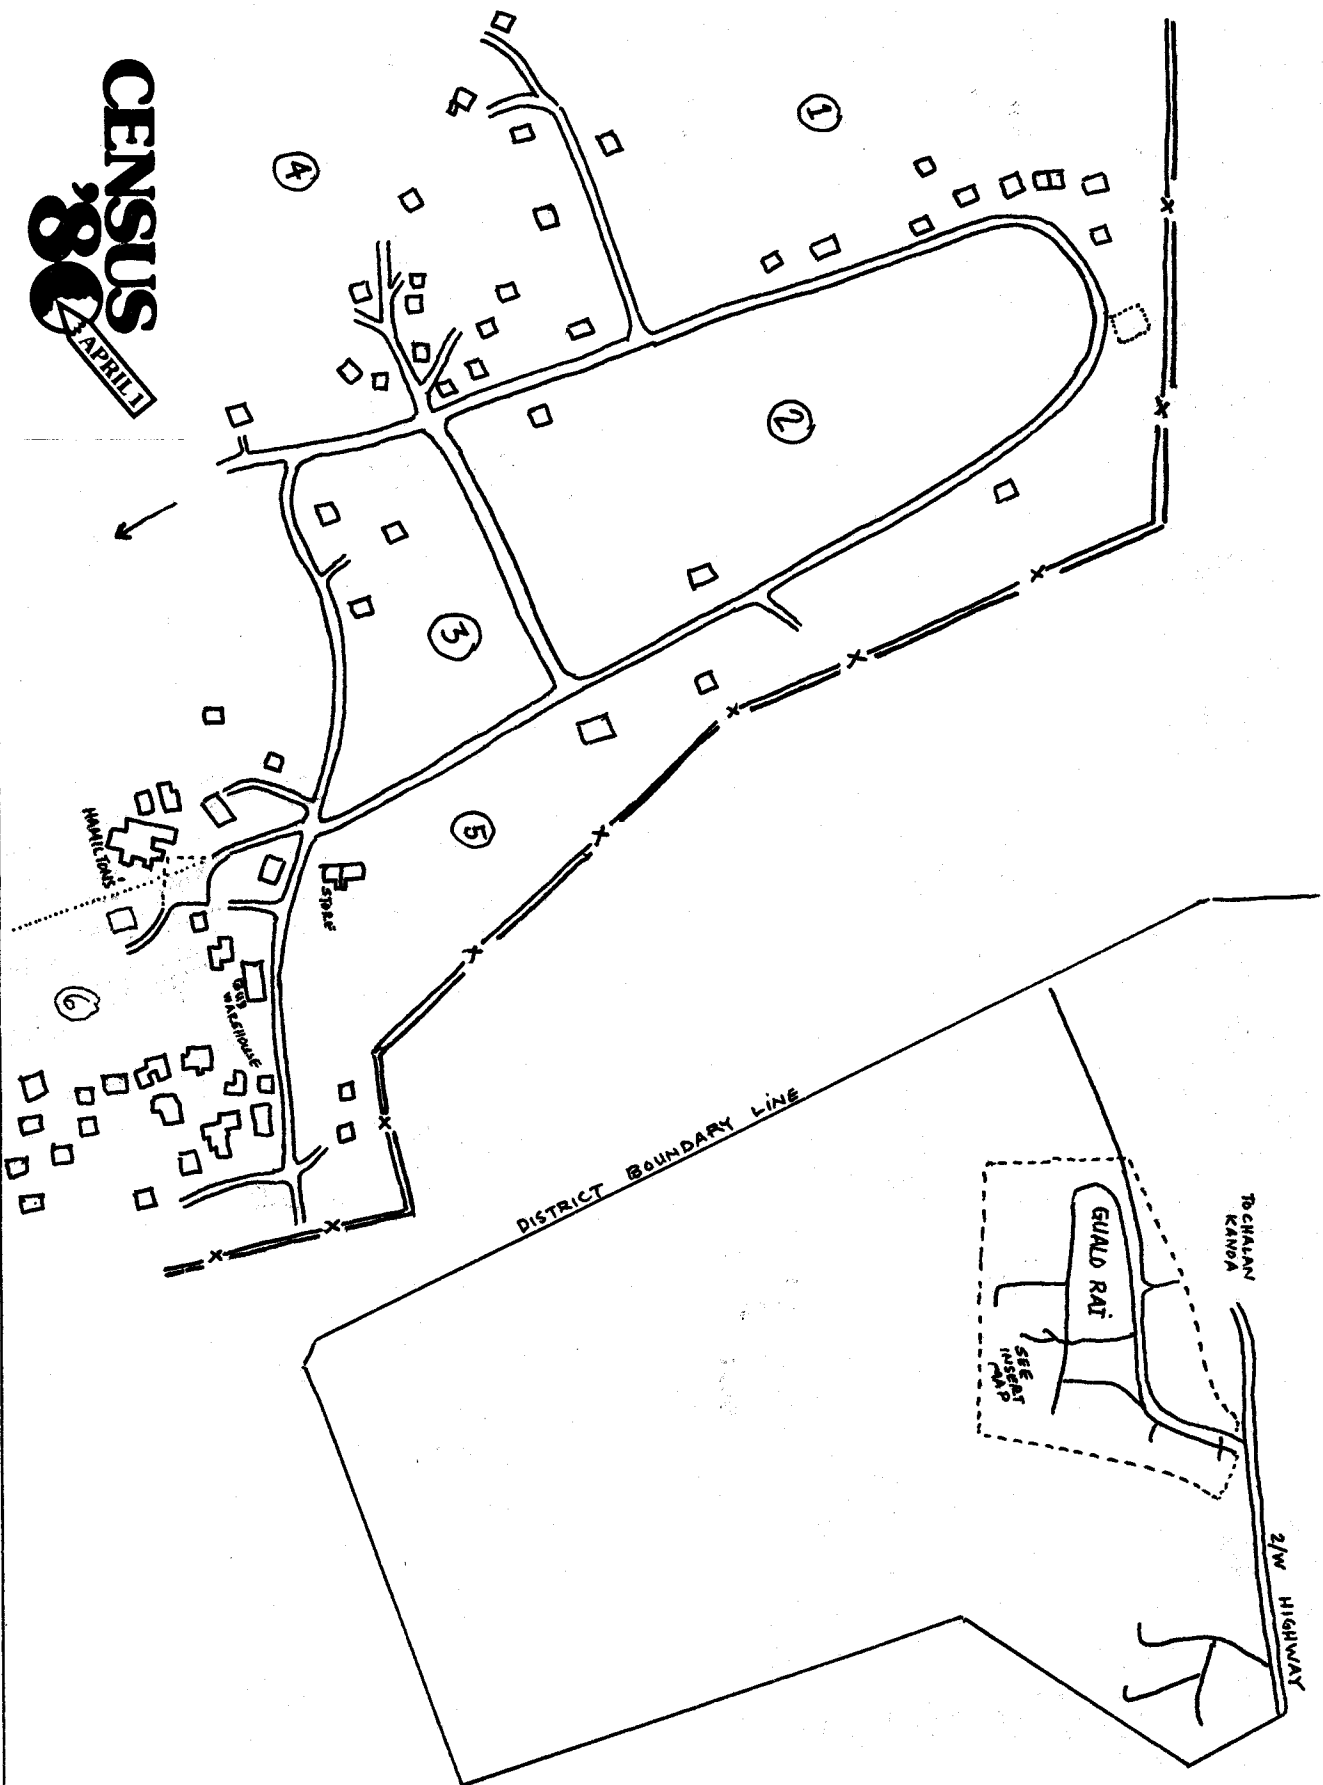 CENSUS
'80
APRIL 1
1
2
3
4
5
6
HAMILTONS'
STORE
WAREHOUSE
DISTRICT BOUNDARY LINE
GUALO RAI
SEE
INSERT
MAP
TO CHALAN
KANOA
2/W HIGHWAY